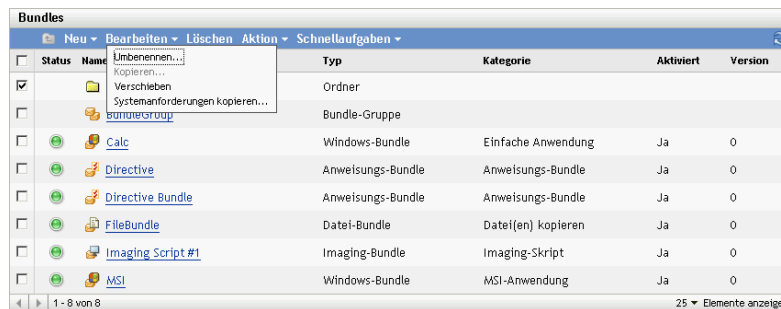 Bundles
Neu Bearbeiten Löschen Aktion Schnellaufgaben
Status Name Typ Kategorie Aktiviert Version
Umbenennen...
Kopieren...
Verschieben
Systemanforderungen kopieren...
Ordner
BundleGroup Bundle-Gruppe
Calc Windows-Bundle Einfache Anwendung Ja 0
Directive Anweisungs-Bundle Anweisungs-Bundle Ja 0
Directive Bundle Anweisungs-Bundle Anweisungs-Bundle Ja 0
FileBundle Datei-Bundle Datei(en) kopieren Ja 0
Imaging Script #1 Imaging-Bundle Imaging-Skript Ja 0
MSI Windows-Bundle MSI-Anwendung Ja 0
1 - 8 von 8 25 Elemente anzeige